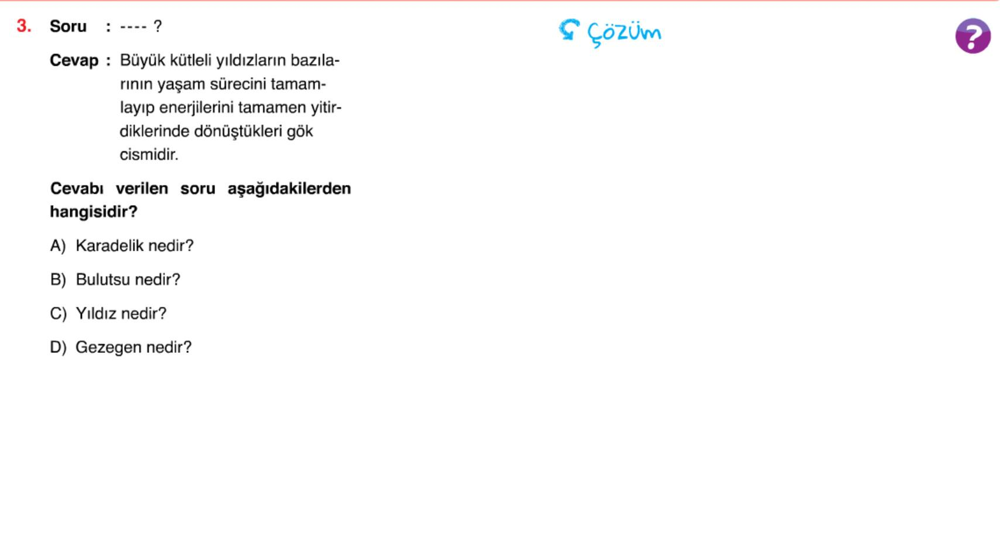 3. Soru : ---- ?
Çözüm
?
Cevap : Büyük kütleli yıldızların bazıla-
rının yaşam sürecini tamam-
layıp enerjilerini tamamen yitir-
diklerinde dönüştükleri gök
cismidir.
Cevabı verilen soru aşağıdakilerden
hangisidir?
A) Karadelik nedir?
B) Bulutsu nedir?
C) Yıldız nedir?
D) Gezegen nedir?